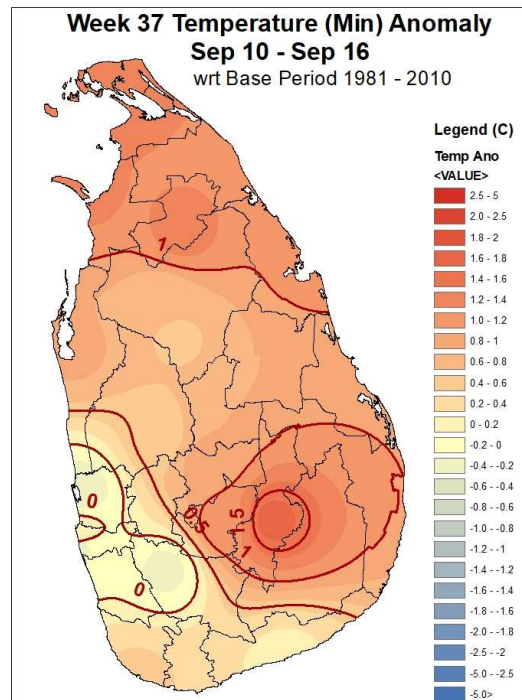 Week 37 Temperature (Min) Anomaly
Sep 10 - Sep 16
wrt Base Period 1981 - 2010
Legend (C)
Temp Ano
<VALUE>
2.5 - 5
2.0 - 2.5
1.8 - 2
1.6 - 1.8
1.4 - 1.6
1.2 - 1.4
1.0 - 1.2
0.8 - 1
0.6 - 0.8
0.4 - 0.6
0.2 - 0.4
0 - 0.2
-0.2 - 0
-0.4 - -0.2
-0.6 - -0.4
-0.8 - -0.6
-1.0 - -0.8
-1.2 - -1
-1.4 - -1.2
-1.6 - -1.4
-1.8 - -1.6
-2.0 - -1.8
-2.5 - -2
-5.0 - -2.5
-5.0>
1
0
0.5
1.5
1
0